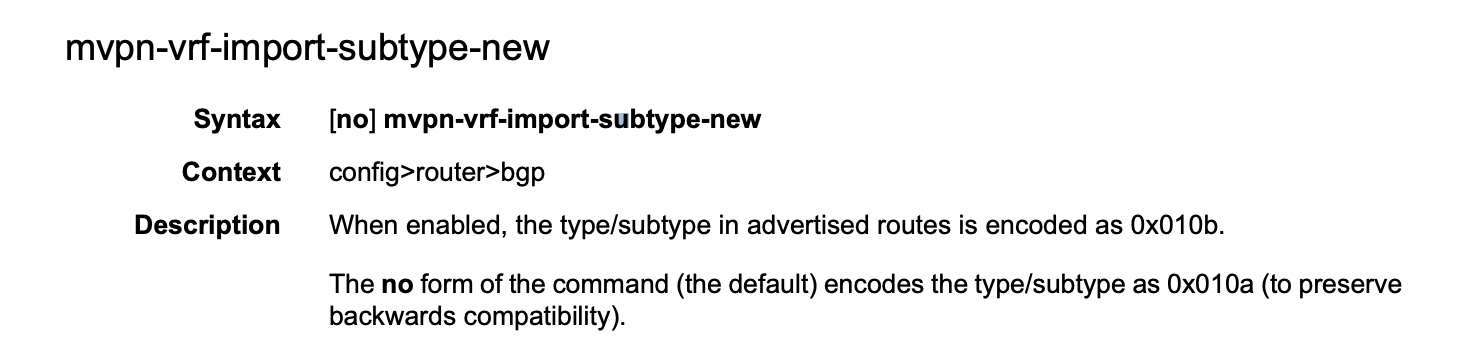 mvpn-vrf-import-subtype-new
Syntax [no] mvpn-vrf-import-subtype-new
Context config>router>bgp
Description When enabled, the type/subtype in advertised routes is encoded as 0x010b.
The no form of the command (the default) encodes the type/subtype as 0x010a (to preserve
backwards compatibility).